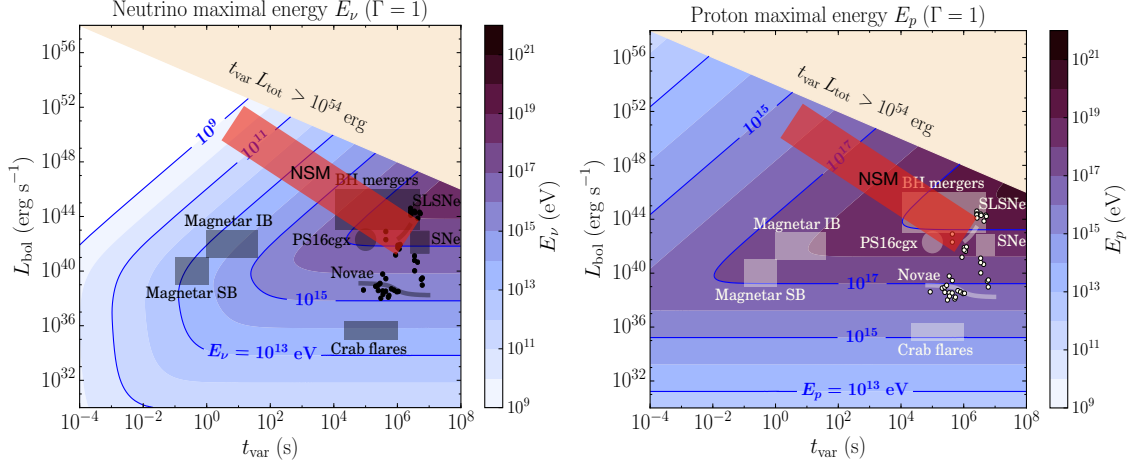 Neutrino maximal energy E_ν (Γ = 1)
10^56
10^52
10^48
10^44
10^40
10^36
10^32
L_bol (erg s^−1)
t_var L_tot > 10^54 erg
10^9
10^11
NSM
BH mergers
SLSNe
Magnetar IB
PS16cgx
SNe
Magnetar SB
Novae
10^15
Crab flares
E_ν = 10^13 eV
10^−4
10^−2
10^0
10^2
10^4
10^6
10^8
t_var (s)
10^21
10^19
10^17
10^15
10^13
10^11
10^9
E_ν (eV)
Proton maximal energy E_p (Γ = 1)
10^56
10^52
10^48
10^44
10^40
10^36
10^32
L_bol (erg s^−1)
t_var L_tot > 10^54 erg
10^15
10^17
NSM
BH mergers
SLSNe
Magnetar IB
PS16cgx
SNe
Magnetar SB
Novae
10^17
10^15
Crab flares
E_p = 10^13 eV
10^−4
10^−2
10^0
10^2
10^4
10^6
10^8
t_var (s)
10^21
10^19
10^17
10^15
10^13
10^11
10^9
E_p (eV)